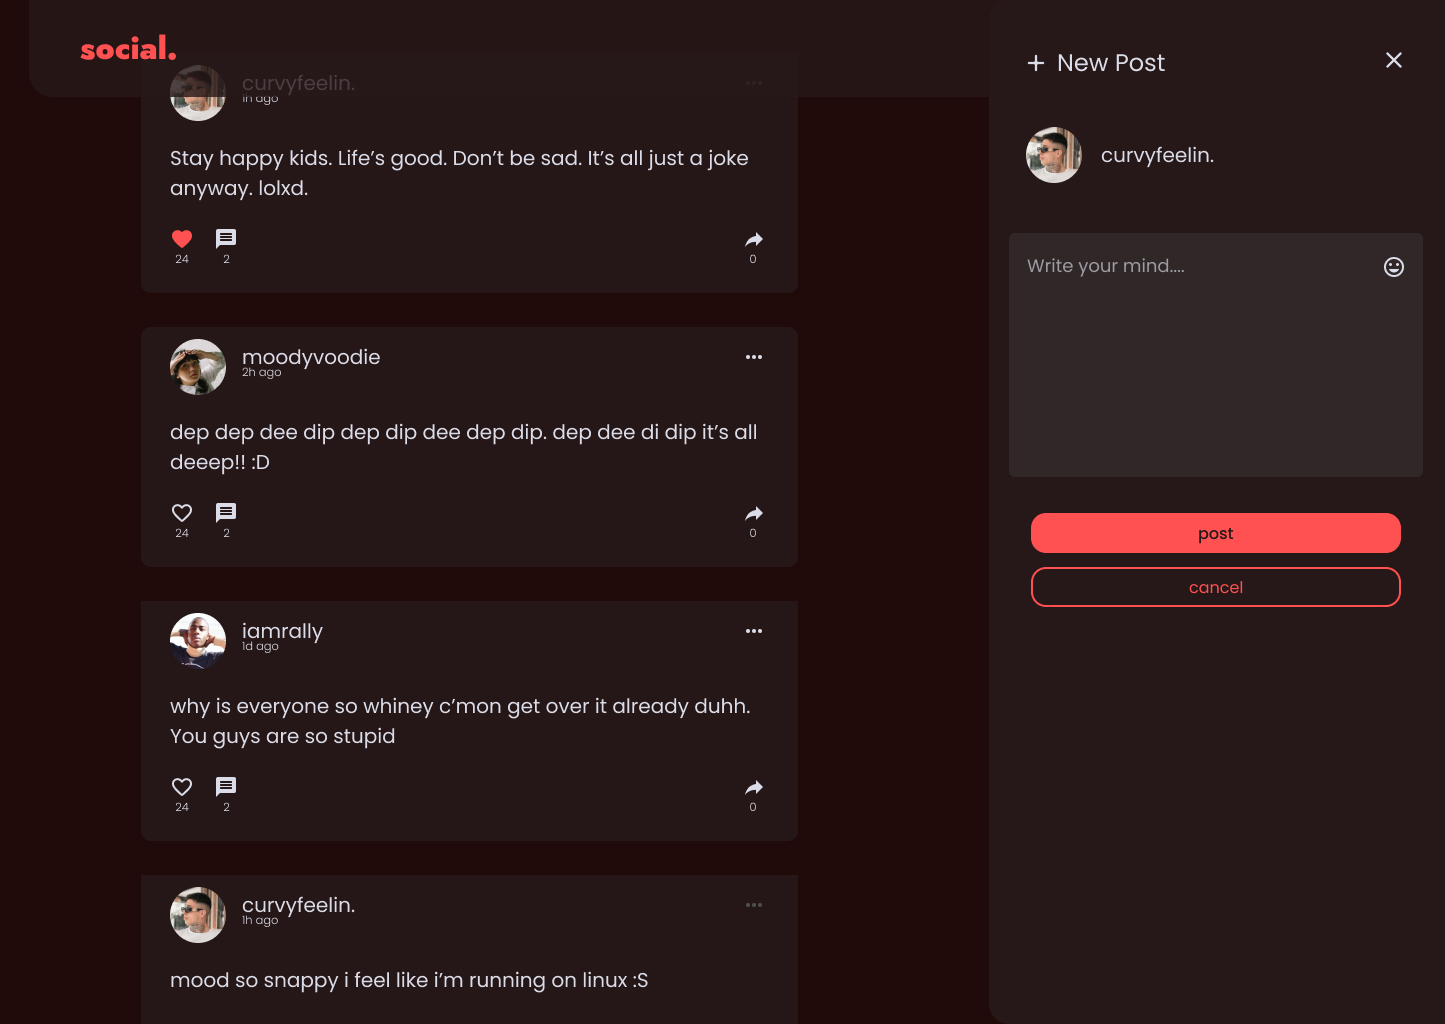 social.
curvyfeelin.
1h ago
Stay happy kids. Life’s good. Don’t be sad. It’s all just a joke
anyway. lolxd.
24 2 0
moodyvoodie
2h ago
dep dep dee dip dep dip dee dep dip. dep dee di dip it’s all
deeep!! :D
24 2 0
iamrally
1d ago
why is everyone so whiney c’mon get over it already duhh.
You guys are so stupid
24 2 0
curvyfeelin.
1h ago
mood so snappy i feel like i’m running on linux :S
New Post
curvyfeelin.
Write your mind....
post
cancel